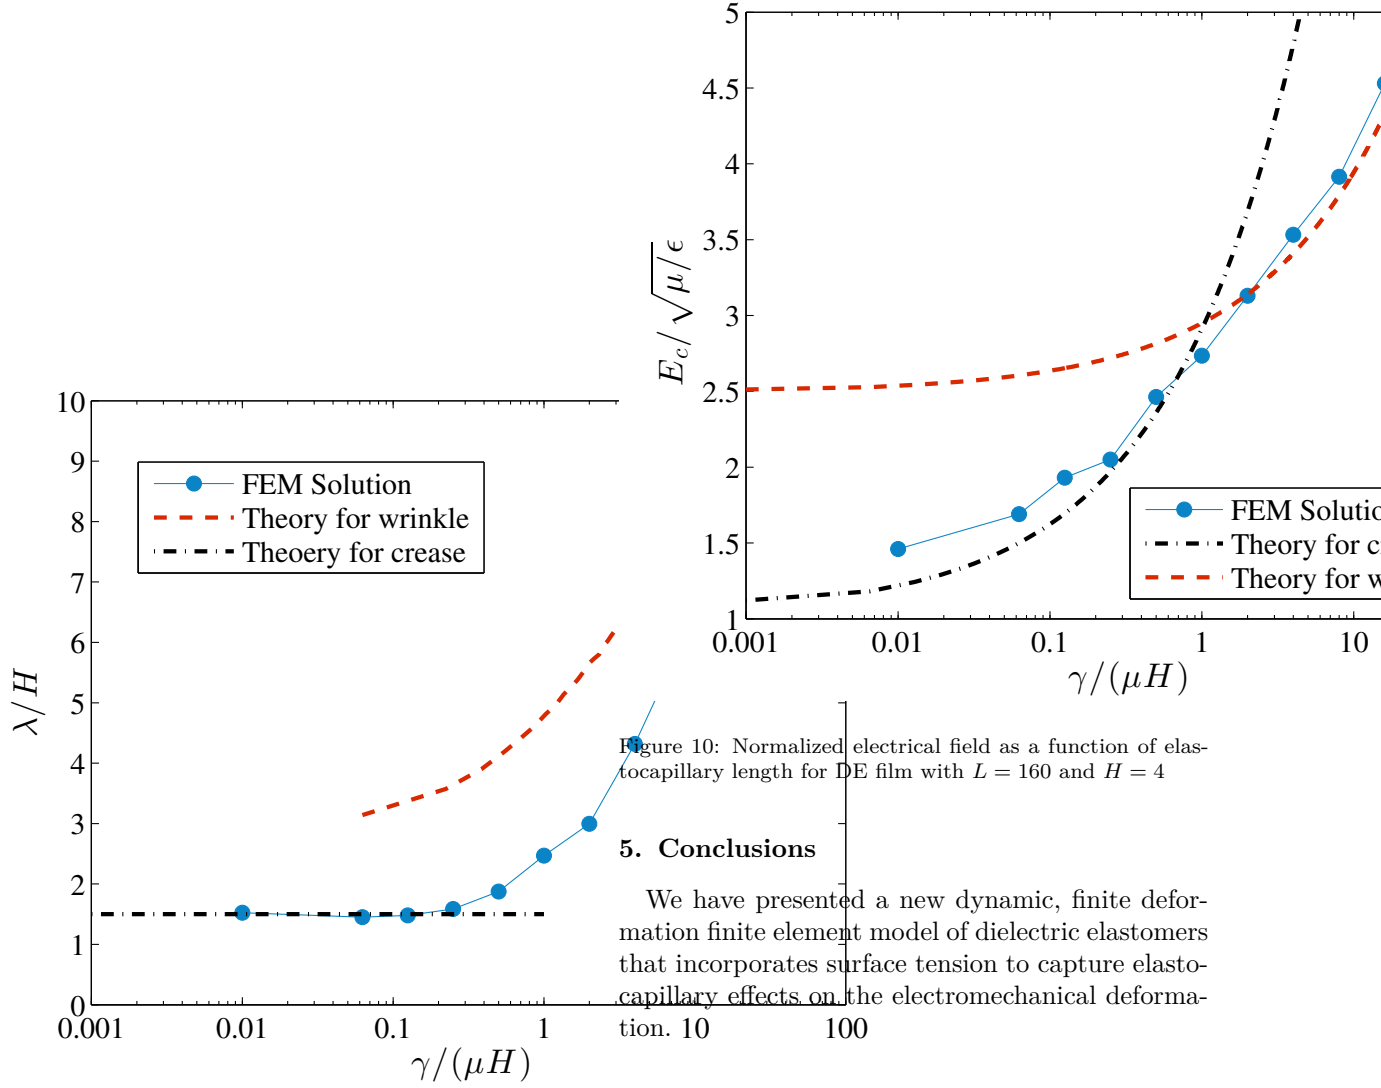 5
4.5
4
3.5
3
2.5
2
1.5
1
E_c/√μ/ϵ
0.001 0.01 0.1 1 10
γ/(μH)
FEM Solutio
Theory for c
Theory for w
10
9
8
7
6
5
4
3
2
1
0
λ/H
FEM Solution
Theory for wrinkle
Theoery for crease
0.001 0.01 0.1 1 10 100
γ/(μH)
Figure 10: Normalized electrical field as a function of elas-
tocapillary length for DE film with L = 160 and H = 4
5. Conclusions
We have presented a new dynamic, finite defor-
mation finite element model of dielectric elastomers
that incorporates surface tension to capture elasto-
capillary effects on the electromechanical deforma-
tion.